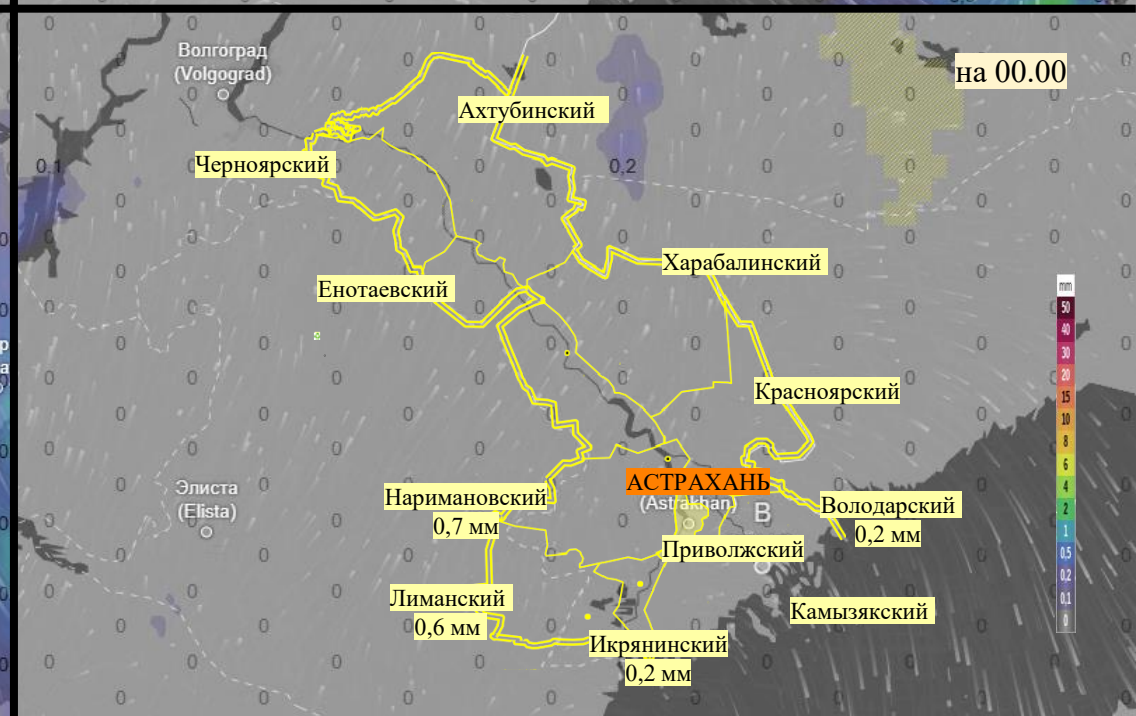 Волгоград
(Volgograd)
на 00.00
Ахтубинский
Черноярский
0,1
0,2
Харабалинский
Енотаевский
mm
50
40
30
20
15
10
8
6
4
2
1
0,5
0,2
0,1
0
Красноярский
АСТРАХАНЬ
(Astrakhan)
Элиста
(Elista)
Наримановский
0,7 мм
В
Володарский
0,2 мм
Приволжский
Лиманский
0,6 мм
Камызякский
Икрянинский
0,2 мм